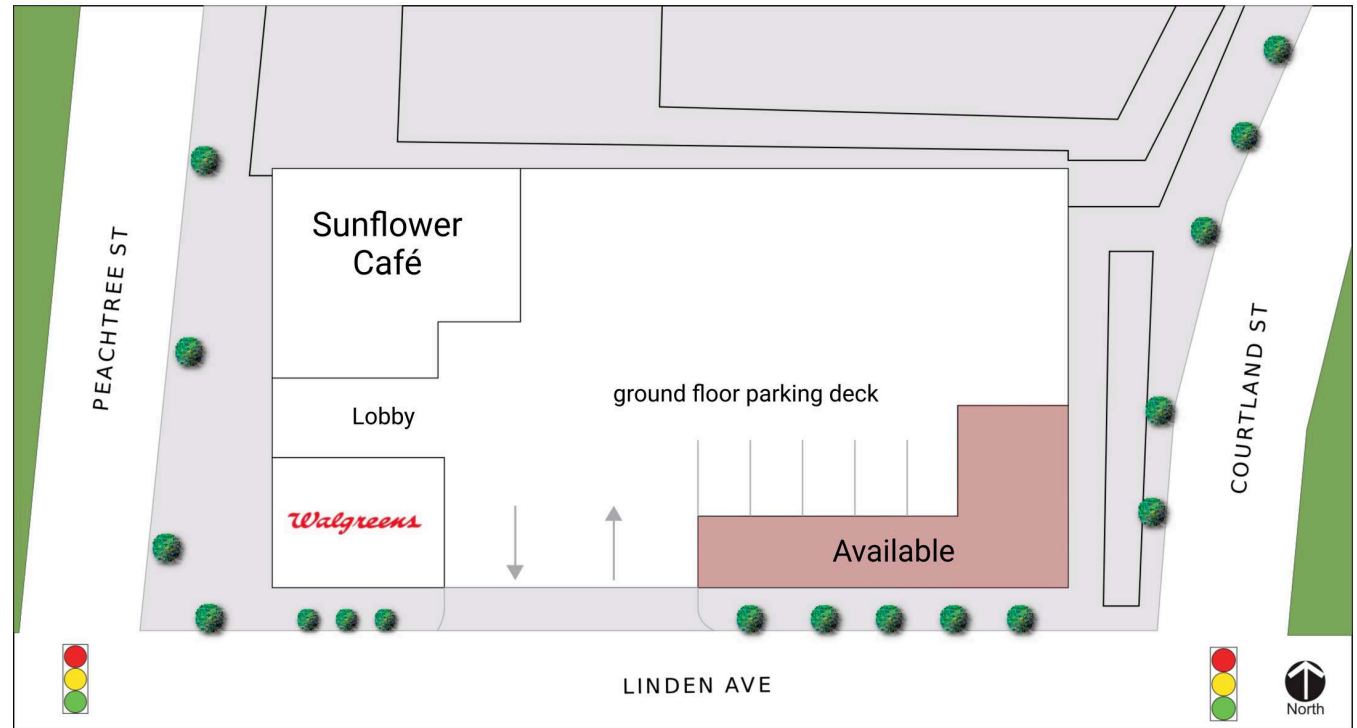 Sunflower
Café
PEACHTREE ST
Lobby
ground floor parking deck
COURTLAND ST
Walgreens
Available
LINDEN AVE
North